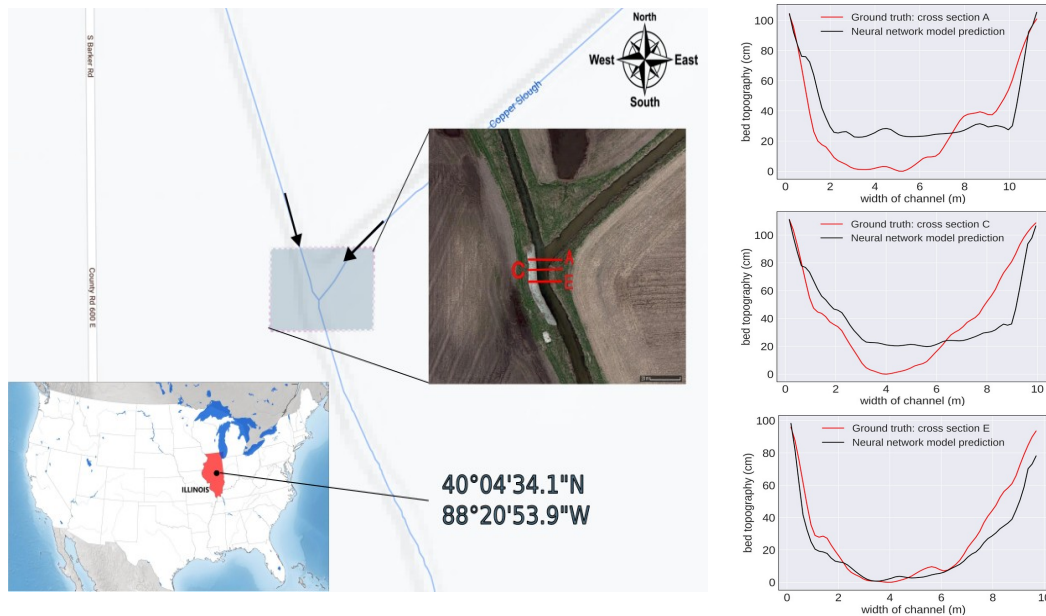 S Barker Rd
County Rd 600 E
North
West
East
South
Copper Slough
A
C
E
ILLINOIS
40°04'34.1"N
88°20'53.9"W
Ground truth: cross section A
Neural network model prediction
bed topography (cm)
100
80
60
40
20
0
0 2 4 6 8 10
width of channel (m)
Ground truth: cross section C
Neural network model prediction
bed topography (cm)
100
80
60
40
20
0
0 2 4 6 8 10
width of channel (m)
Ground truth: cross section E
Neural network model prediction
bed topography (cm)
100
80
60
40
20
0
0 2 4 6 8 10
width of channel (m)